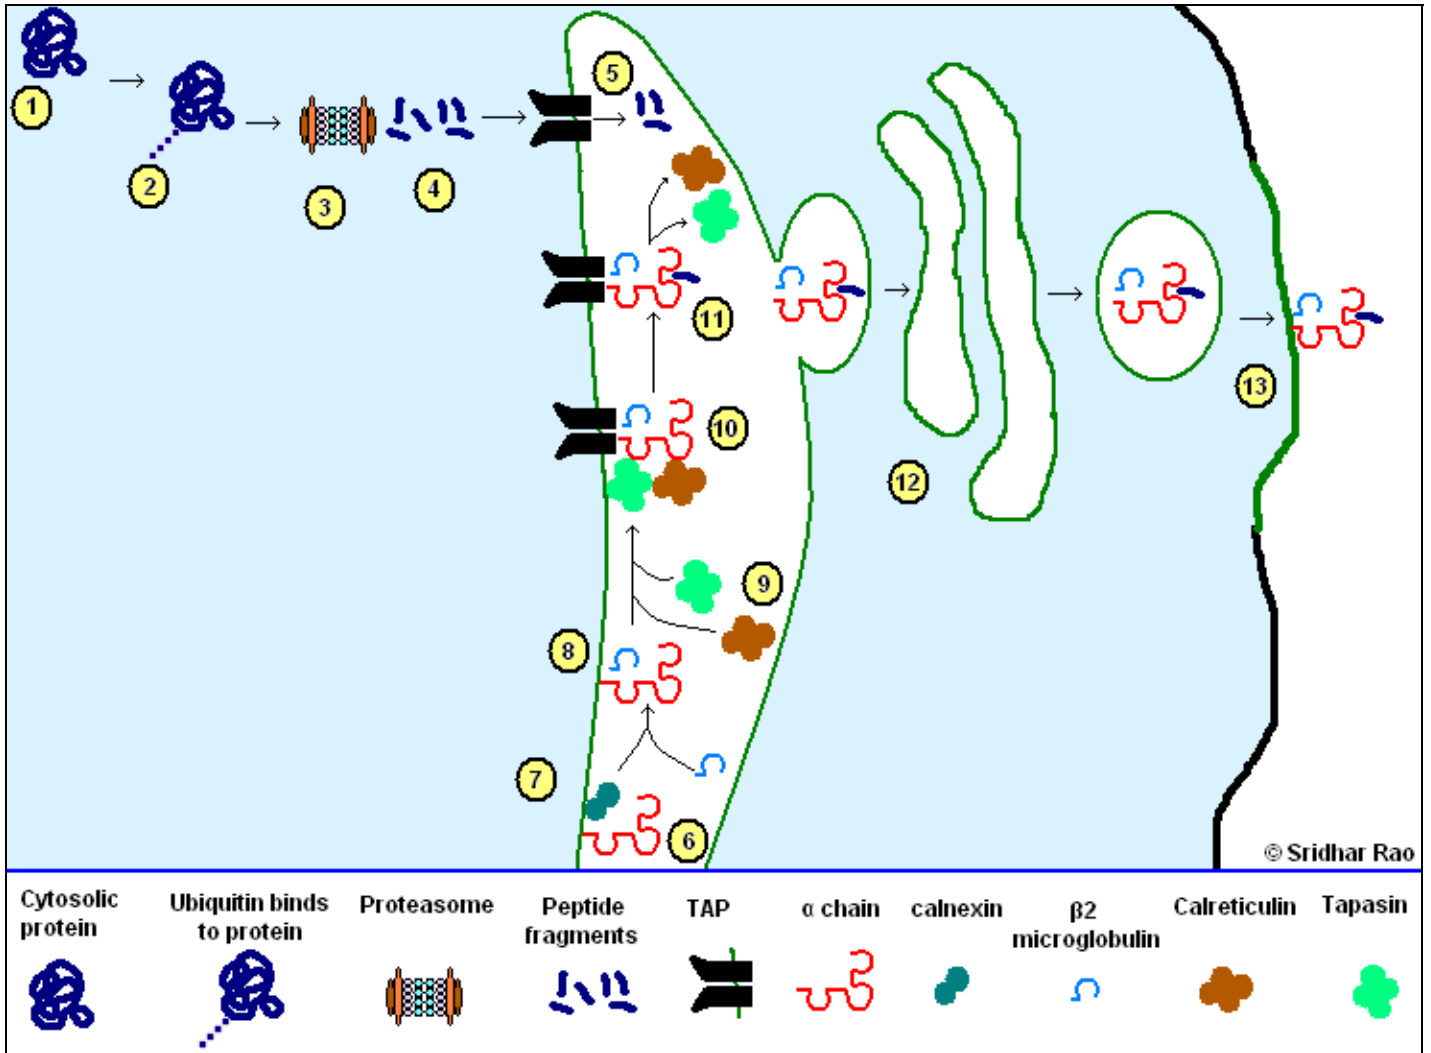 1
2
3
4
5
6
7
8
9
10
11
12
13
© Sridhar Rao
Cytosolic
protein
Ubiquitin binds
to protein
Proteasome
Peptide
fragments
TAP
α chain
calnexin
β2
microglobulin
Calreticulin
Tapasin